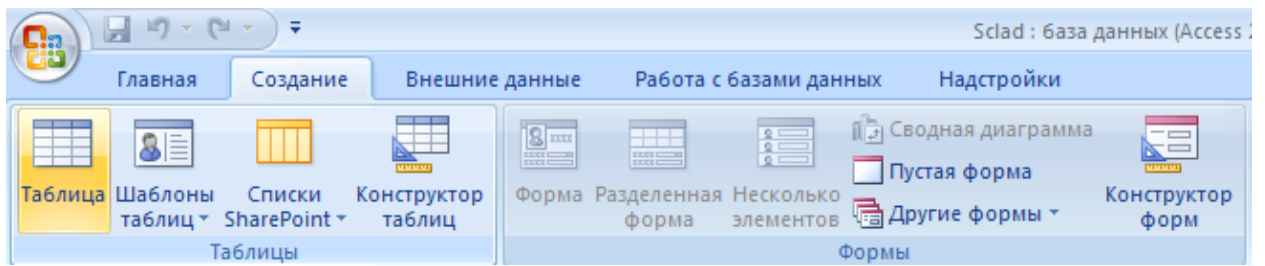 Sclad : база данных (Access 2
Главная Создание Внешние данные Работа с базами данных Надстройки
Таблица
Шаблоны
таблиц
Списки
SharePoint
Конструктор
таблиц
Таблицы
Форма
Разделенная
форма
Несколько
элементов
Сводная диаграмма
Пустая форма
Другие формы
Конструктор
форм
Формы